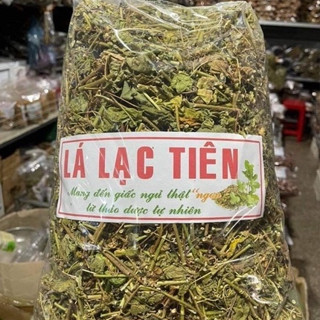 LÁ LẠC TIÊN
Mang đến giấc ngủ thật "ngon"
từ thảo dược tự nhiên